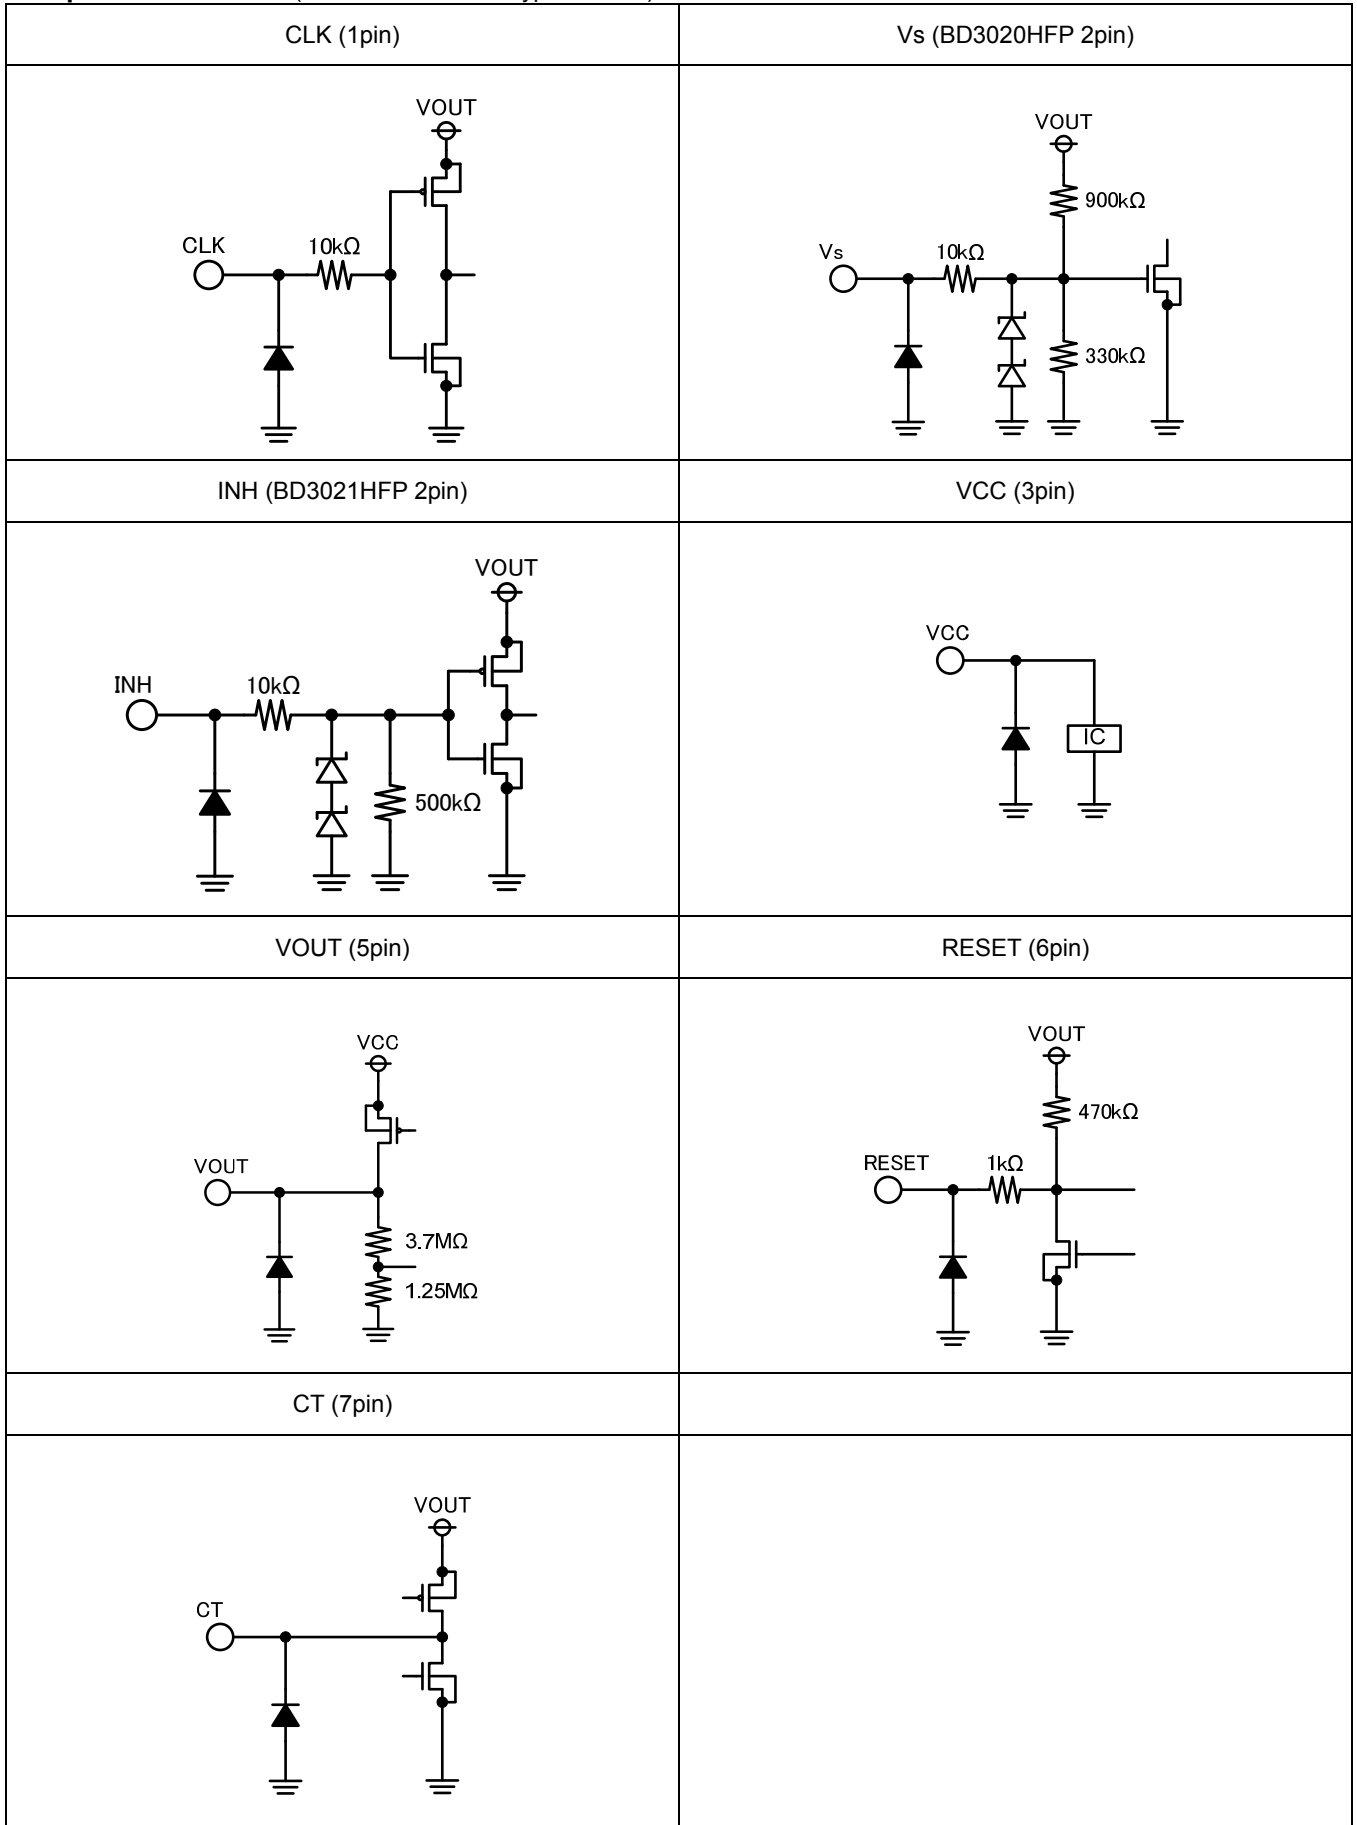 CLK (1pin)
Vs (BD3020HFP 2pin)
VOUT
CLK
10kΩ
VOUT
900kΩ
Vs
10kΩ
330kΩ
INH (BD3021HFP 2pin)
VCC (3pin)
VOUT
INH
10kΩ
500kΩ
VCC
IC
VOUT (5pin)
RESET (6pin)
VCC
VOUT
3.7MΩ
1.25MΩ
VOUT
470kΩ
RESET
1kΩ
CT (7pin)
VOUT
CT